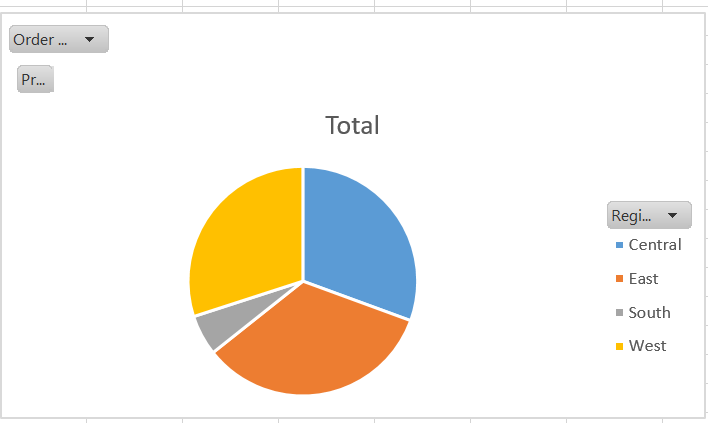 Order ...
Pr...
Total
Regi...
Central
East
South
West